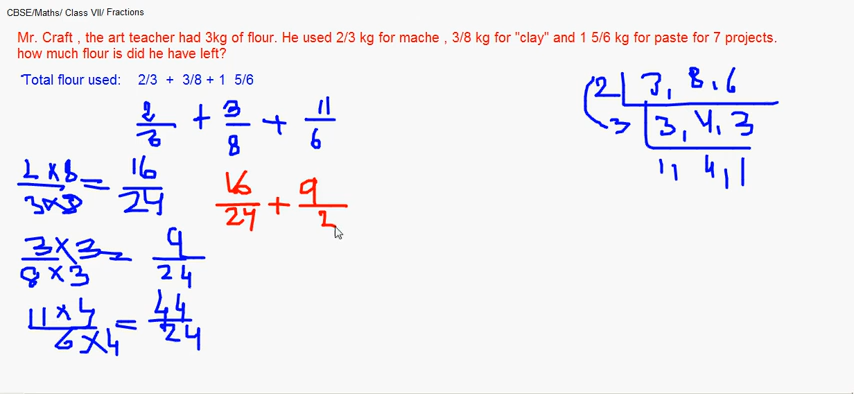 CBSE/Maths/ Class VII/ Fractions
Mr. Craft , the art teacher had 3kg of flour. He used 2/3 kg for mache , 3/8 kg for "clay" and 1 5/6 kg for paste for 7 projects.
how much flour is did he have left?
Total flour used: 2/3 + 3/8 + 1 5/6
2/3 + 3/8 + 11/6
2 | 3, 8, 6
3 | 3, 4, 3
1, 4, 1
2 x 8 / 3 x 8 = 16/24
16/24 + 9/2
3 x 3 / 8 x 3 = 9/24
11 x 4 / 6 x 4 = 44/24